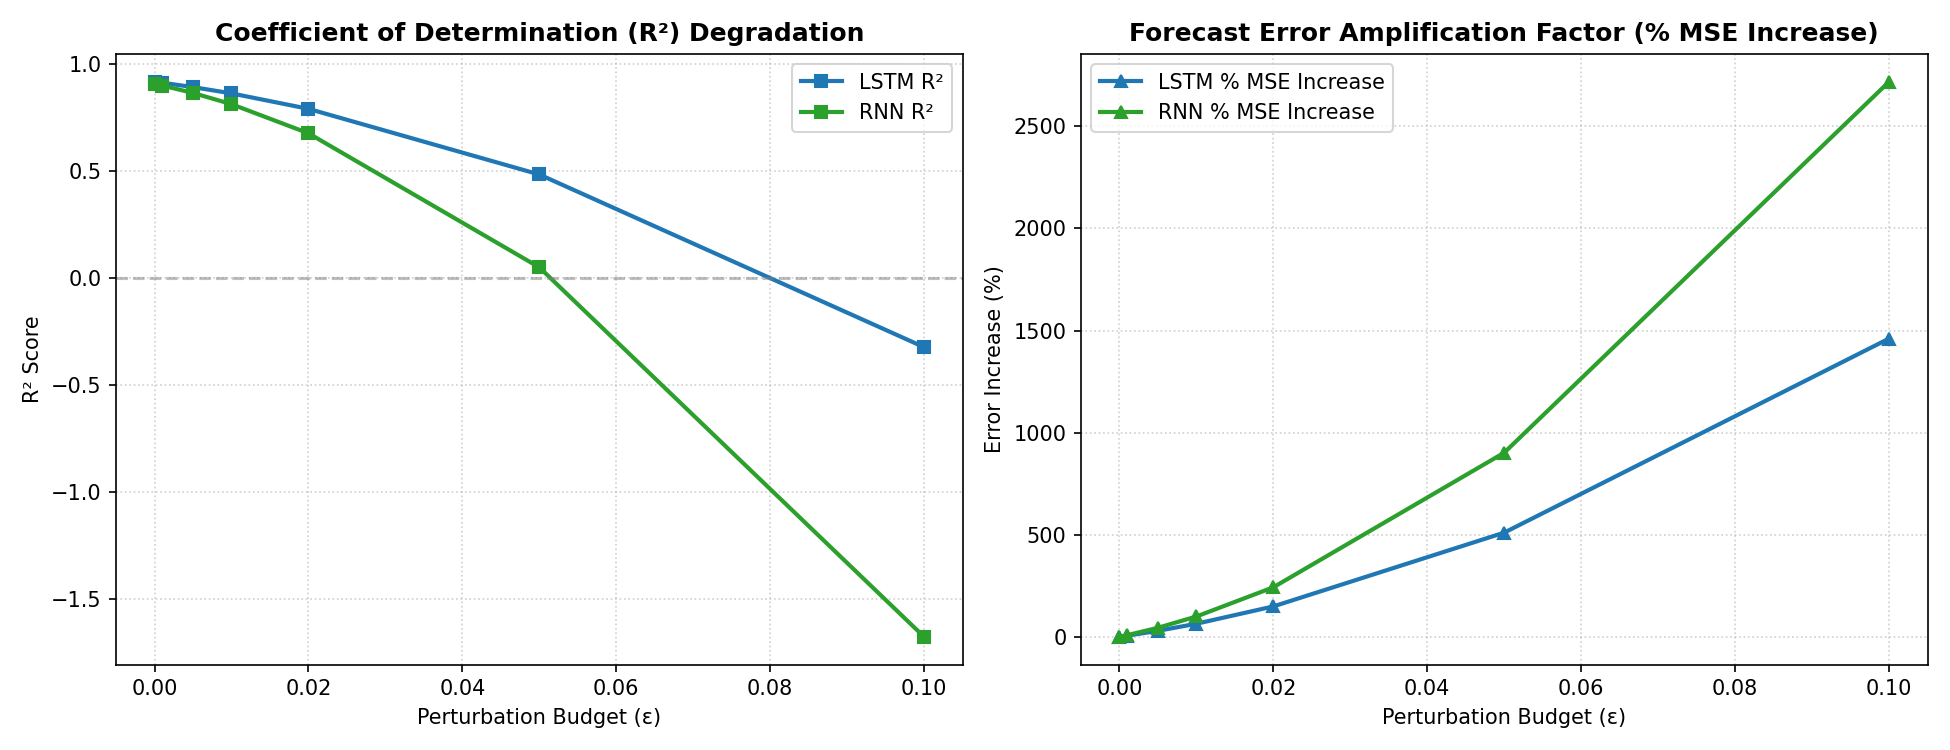 Coefficient of Determination (R²) Degradation
LSTM R²
RNN R²
R² Score
1.0
0.5
0.0
−0.5
−1.0
−1.5
0.00 0.02 0.04 0.06 0.08 0.10
Perturbation Budget (ε)
Forecast Error Amplification Factor (% MSE Increase)
LSTM % MSE Increase
RNN % MSE Increase
Error Increase (%)
2500
2000
1500
1000
500
0
0.00 0.02 0.04 0.06 0.08 0.10
Perturbation Budget (ε)